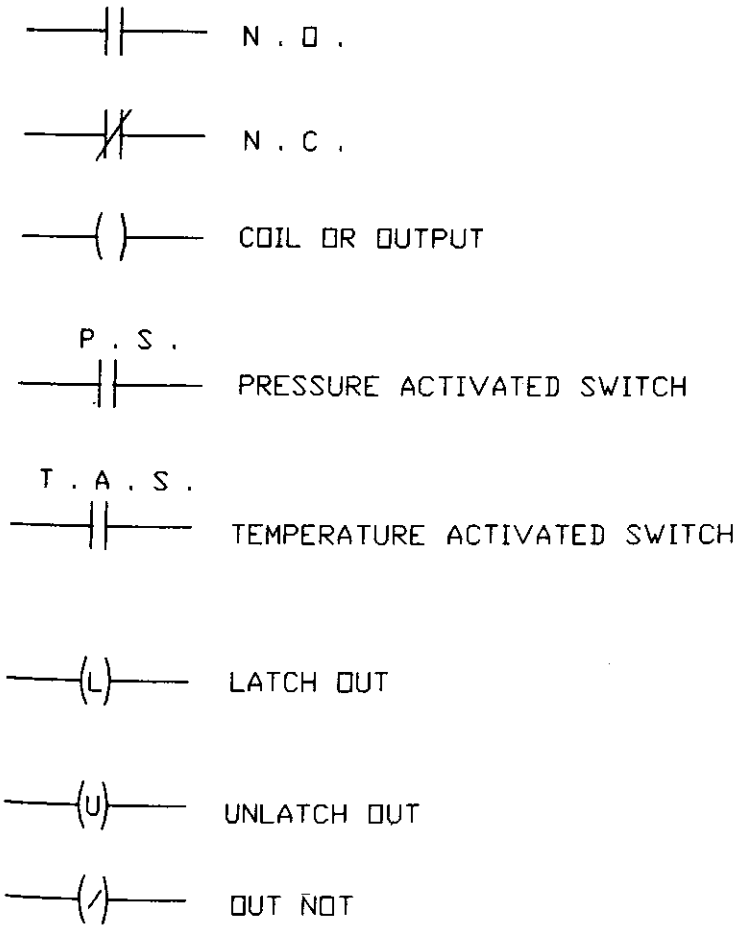 N . O .
N . C .
( ) COIL OR OUTPUT
P . S .
PRESSURE ACTIVATED SWITCH
T . A . S .
TEMPERATURE ACTIVATED SWITCH
(L) LATCH OUT
(U) UNLATCH OUT
(/) OUT NOT